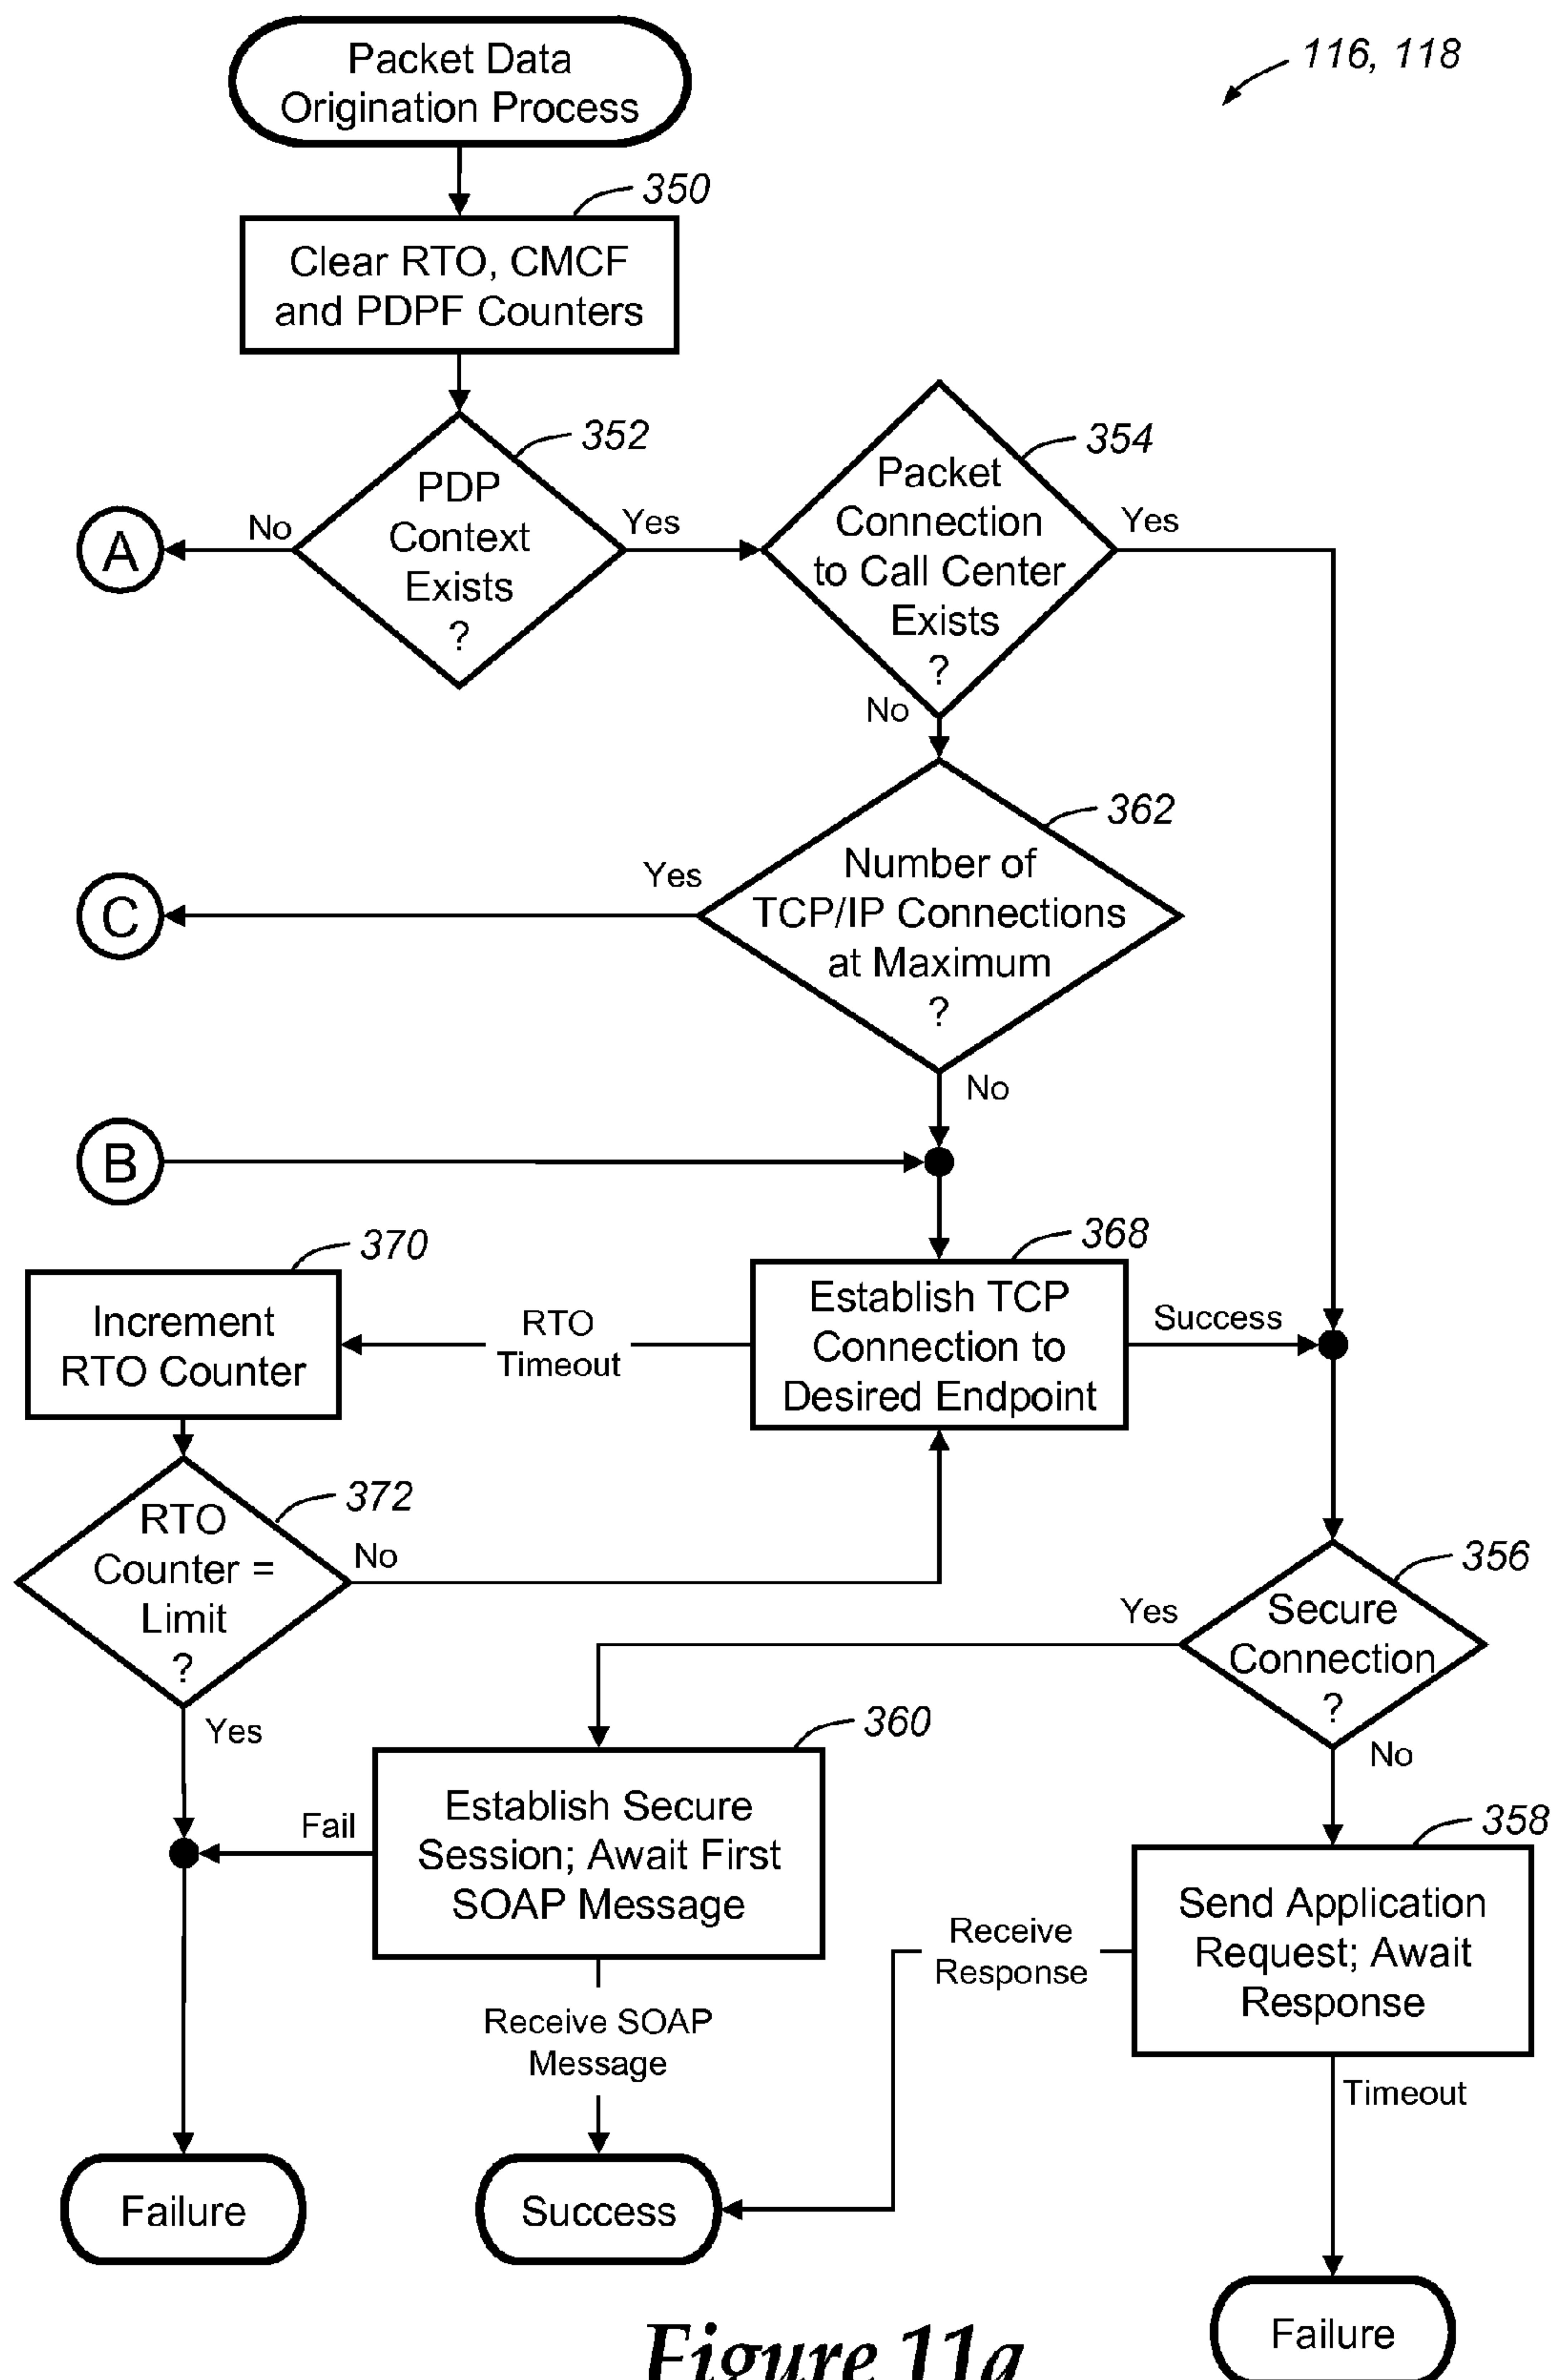 Packet Data
Origination Process
116, 118
350
Clear RTO, CMCF
and PDPF Counters
352
PDP
Context
Exists
?
No
Yes
A
354
Packet
Connection
to Call Center
Exists
?
Yes
No
362
Number of
TCP/IP Connections
at Maximum
?
Yes
C
No
B
368
Establish TCP
Connection to
Desired Endpoint
Success
RTO
Timeout
370
Increment
RTO Counter
372
RTO
Counter =
Limit
?
No
Yes
356
Secure
Connection
?
Yes
No
360
Establish Secure
Session; Await First
SOAP Message
Fail
Receive SOAP
Message
358
Send Application
Request; Await
Response
Receive
Response
Timeout
Failure
Success
Failure
Figure 11a